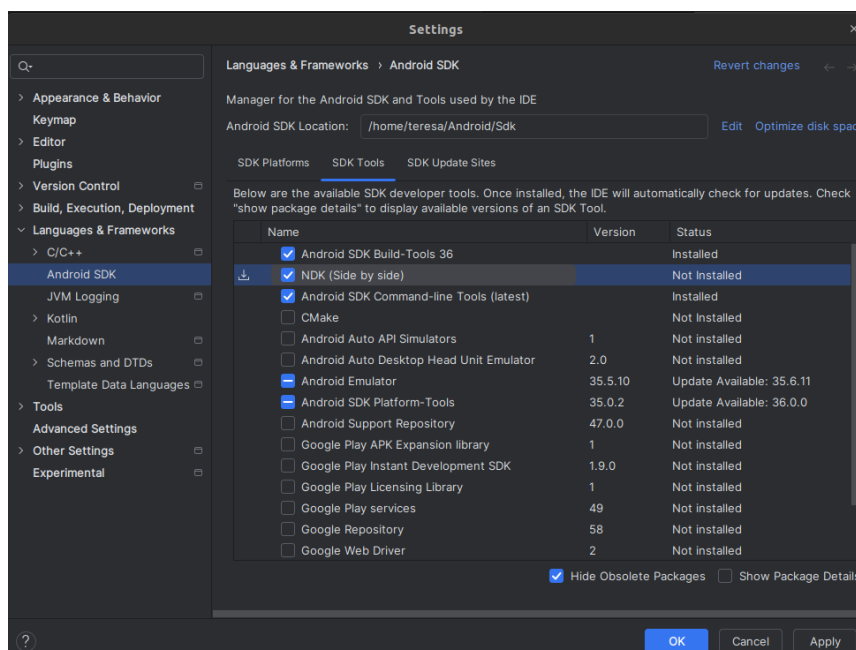 Settings
Languages & Frameworks › Android SDK Revert changes
Manager for the Android SDK and Tools used by the IDE
Android SDK Location: /home/teresa/Android/Sdk Edit Optimize disk spac
Appearance & Behavior
Keymap
Editor
Plugins
Version Control
Build, Execution, Deployment
Languages & Frameworks
C/C++
Android SDK
JVM Logging
Kotlin
Markdown
Schemas and DTDs
Template Data Languages
Tools
Advanced Settings
Other Settings
Experimental
SDK Platforms SDK Tools SDK Update Sites
Below are the available SDK developer tools. Once installed, the IDE will automatically check for updates. Check
"show package details" to display available versions of an SDK Tool.
Name Version Status
Android SDK Build-Tools 36 Installed
NDK (Side by side) Not Installed
Android SDK Command-line Tools (latest) Installed
CMake Not Installed
Android Auto API Simulators 1 Not installed
Android Auto Desktop Head Unit Emulator 2.0 Not installed
Android Emulator 35.5.10 Update Available: 35.6.11
Android SDK Platform-Tools 35.0.2 Update Available: 36.0.0
Android Support Repository 47.0.0 Not installed
Google Play APK Expansion library 1 Not installed
Google Play Instant Development SDK 1.9.0 Not installed
Google Play Licensing Library 1 Not installed
Google Play services 49 Not installed
Google Repository 58 Not installed
Google Web Driver 2 Not installed
Hide Obsolete Packages Show Package Details
? OK Cancel Apply